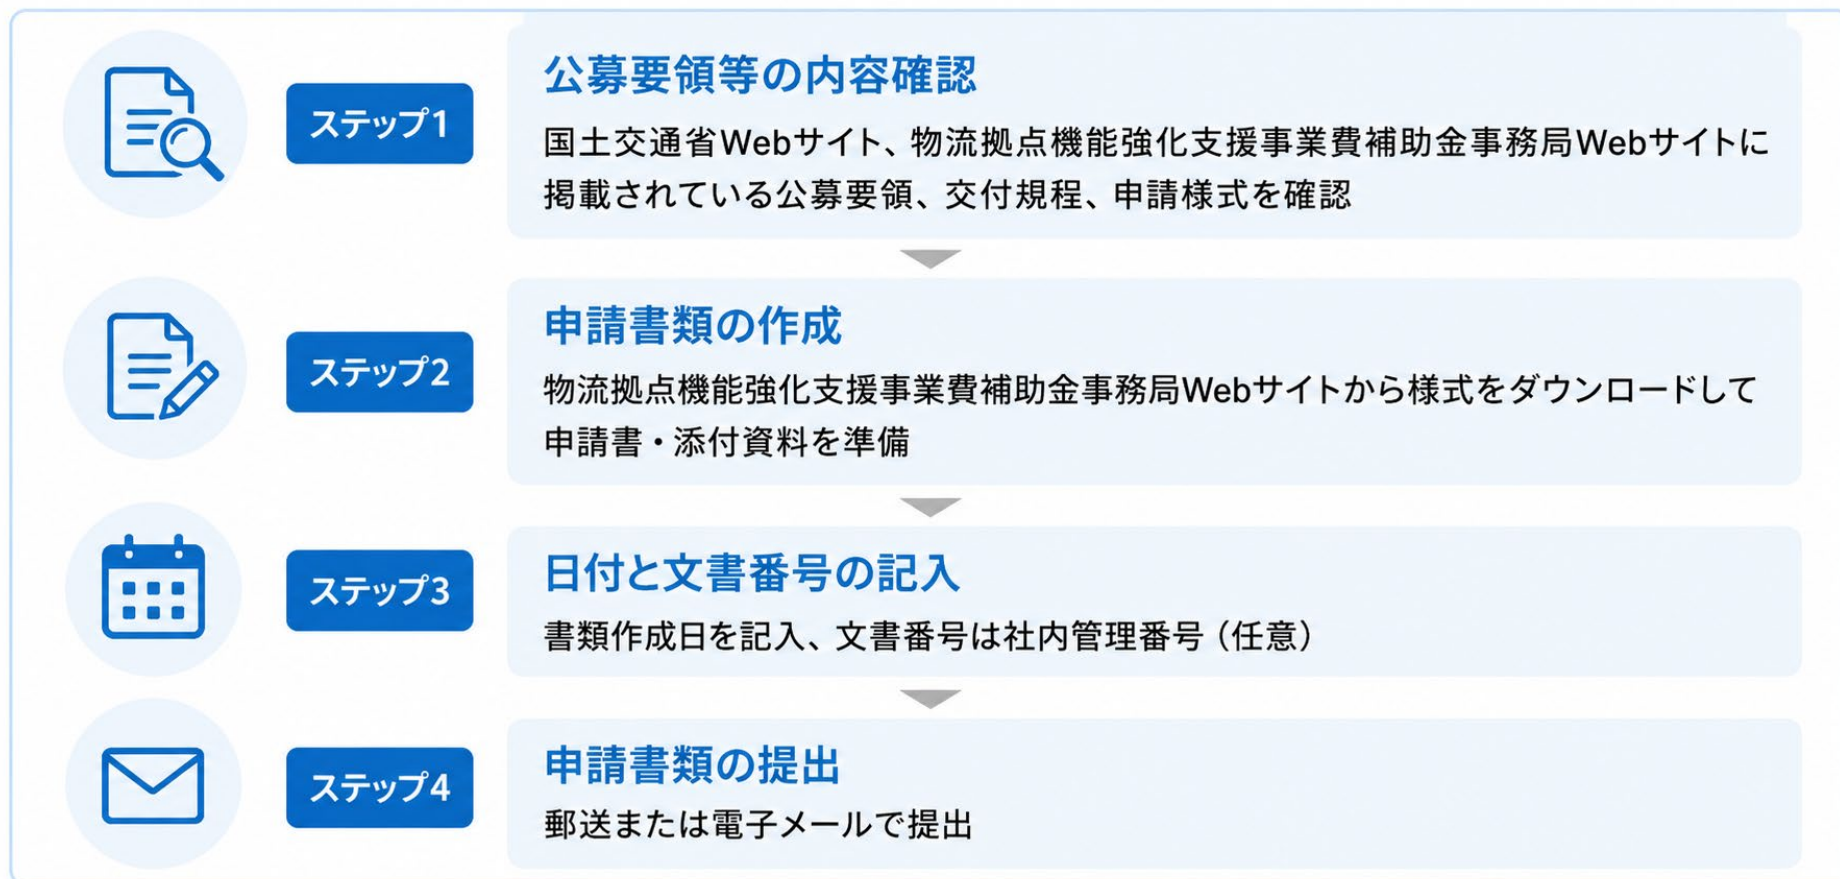 ステップ1
公募要領等の内容確認
国土交通省Webサイト、物流拠点機能強化支援事業費補助金事務局Webサイトに
掲載されている公募要領、交付規程、申請様式を確認
ステップ2
申請書類の作成
物流拠点機能強化支援事業費補助金事務局Webサイトから様式をダウンロードして
申請書・添付資料を準備
ステップ3
日付と文書番号の記入
書類作成日を記入、文書番号は社内管理番号（任意）
ステップ4
申請書類の提出
郵送または電子メールで提出